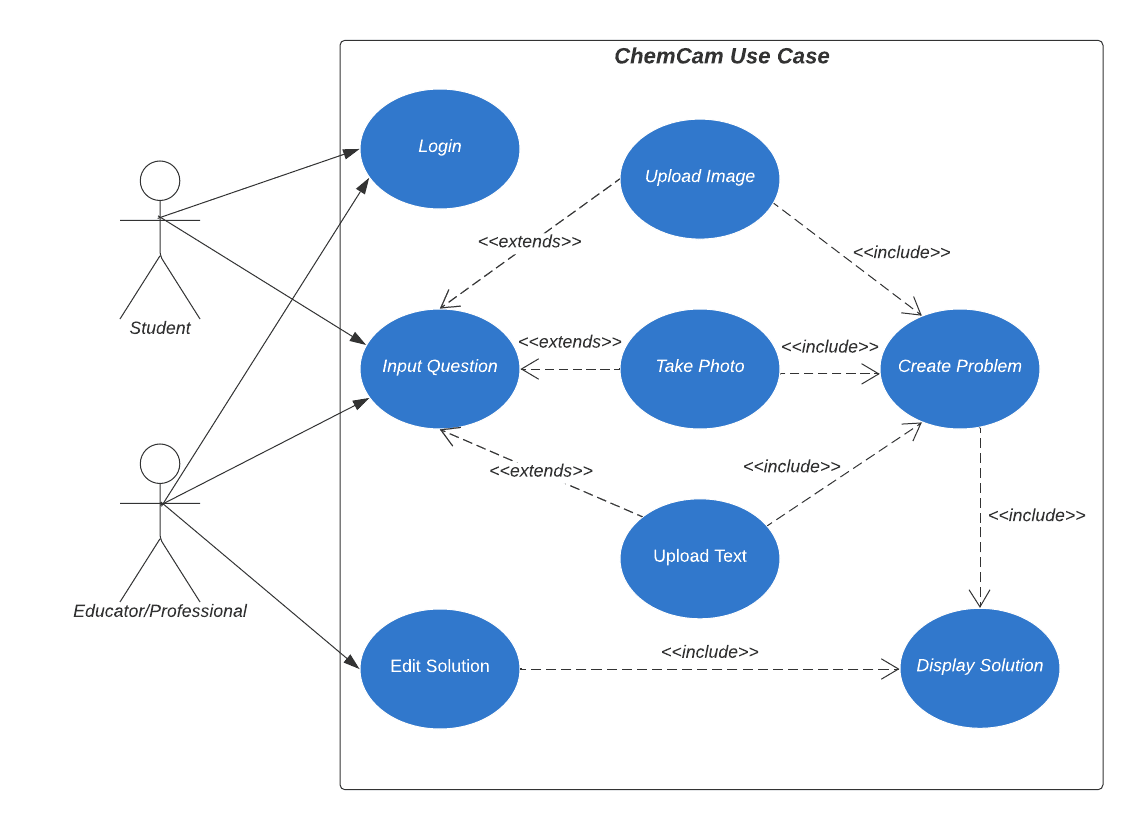 ChemCam Use Case
Login
Upload Image
<<extends>>
<<include>>
Student
Input Question
<<extends>>
Take Photo
<<include>>
Create Problem
<<extends>>
<<include>>
<<include>>
Upload Text
Educator/Professional
Edit Solution
<<include>>
Display Solution